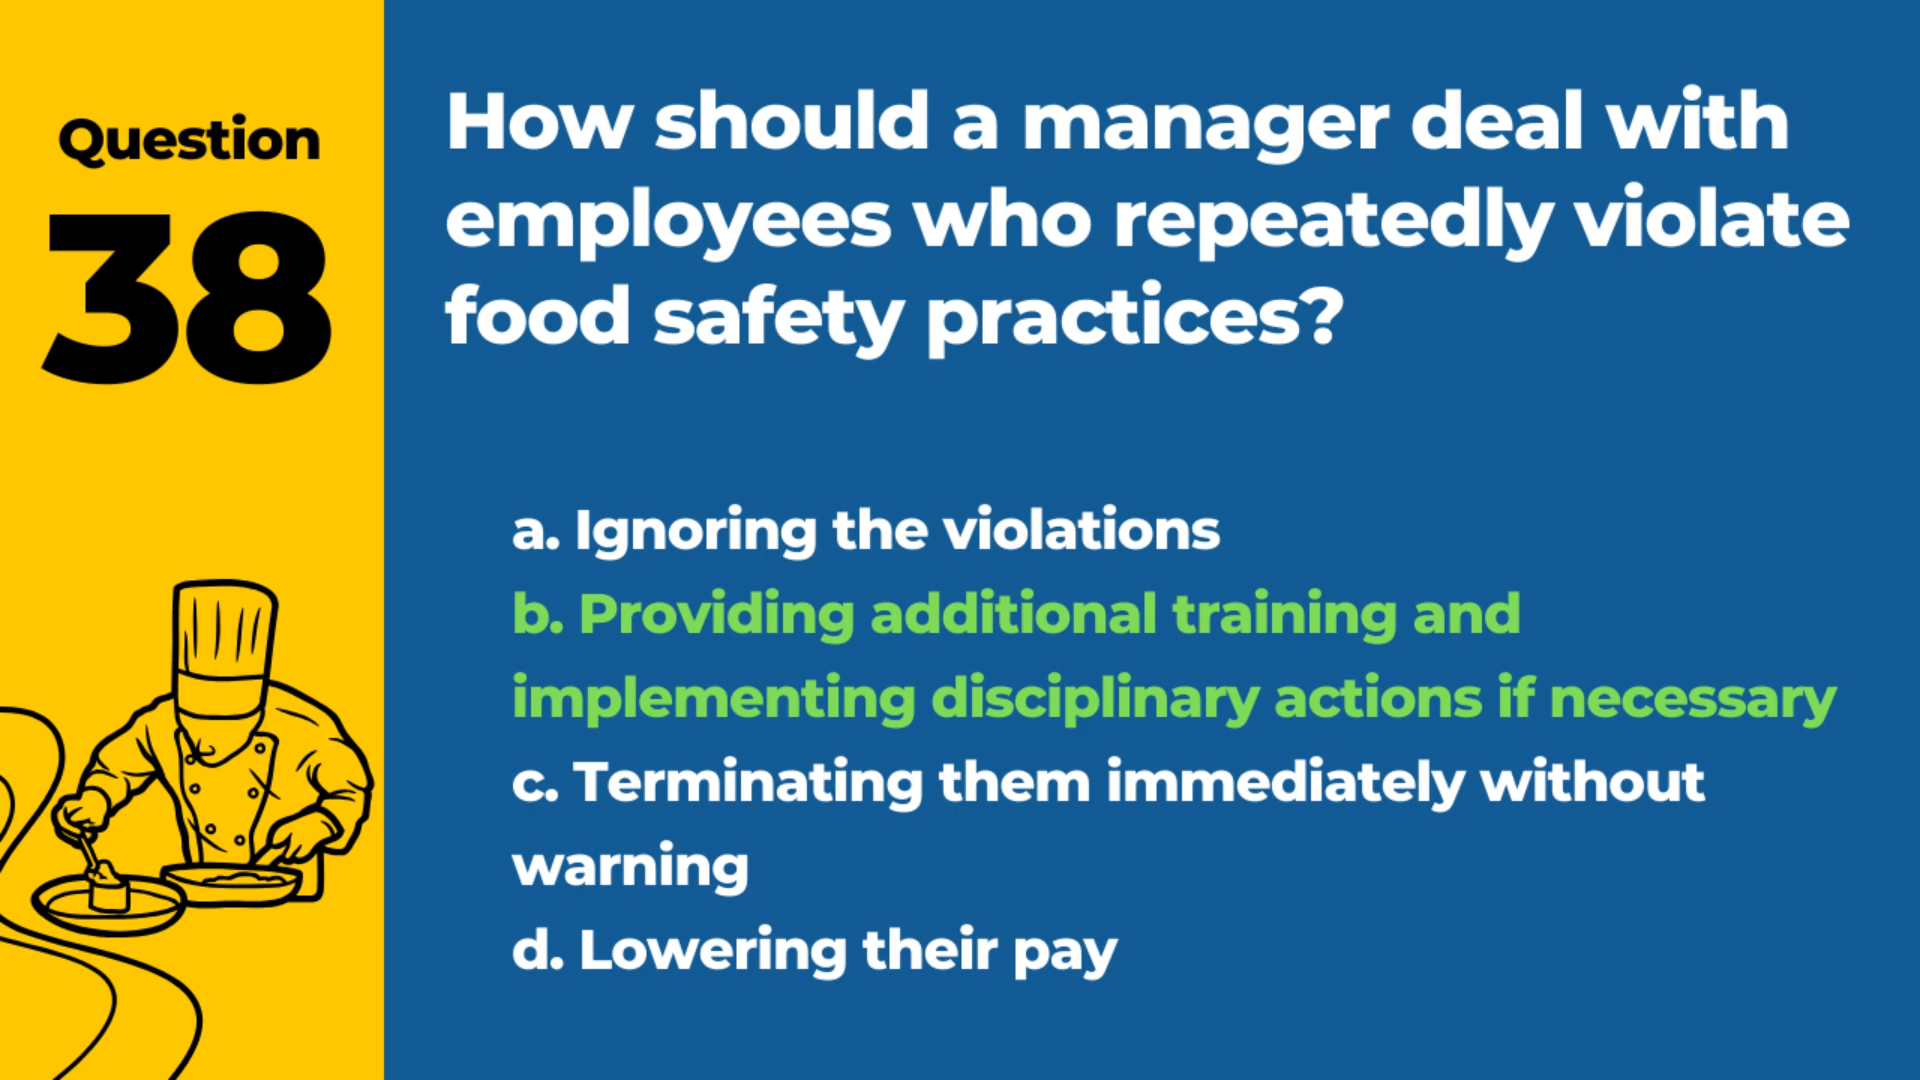 Question
38
How should a manager deal with
employees who repeatedly violate
food safety practices?
a. Ignoring the violations
b. Providing additional training and
implementing disciplinary actions if necessary
c. Terminating them immediately without
warning
d. Lowering their pay